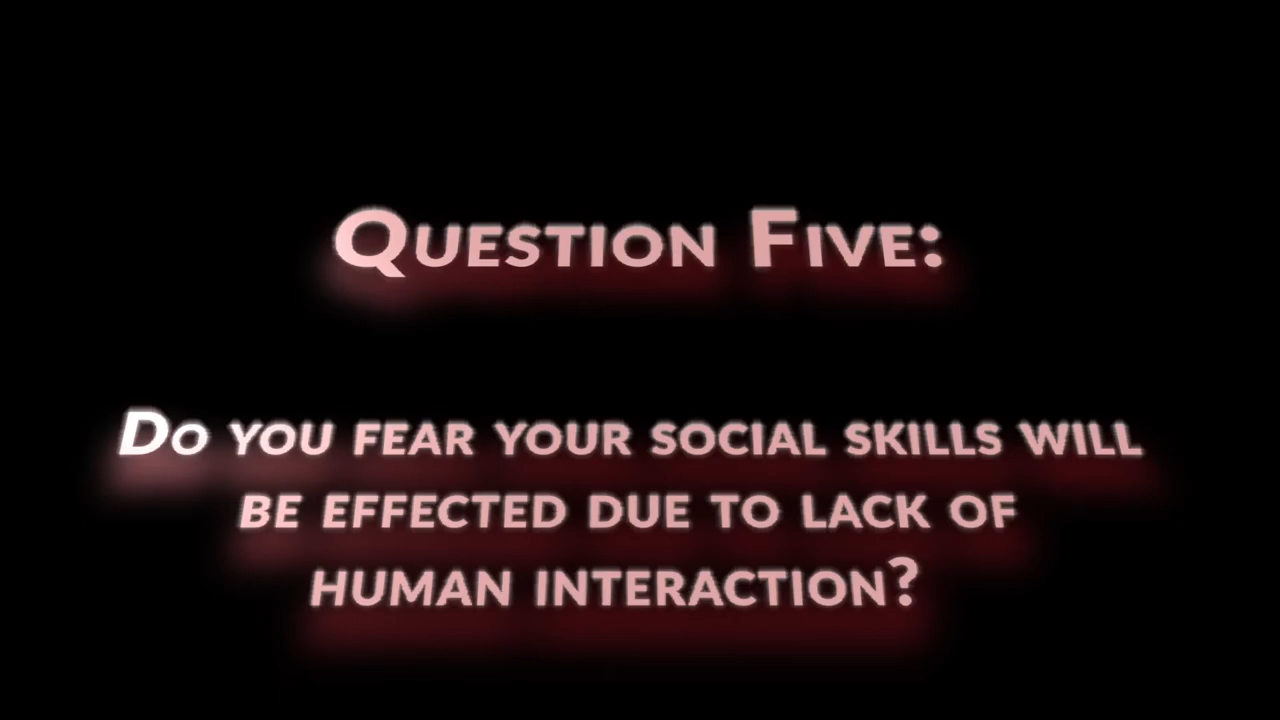 Question Five:
Do you fear your social skills will
be effected due to lack of
human interaction?